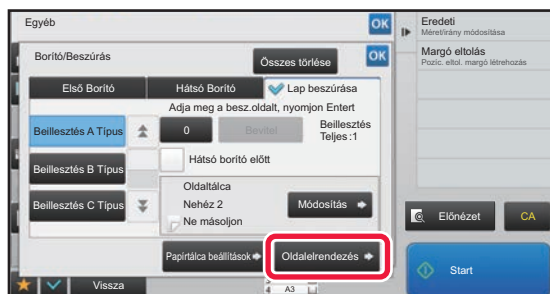 Egyéb
OK
Eredeti
Méret/irány módosítása
Margó eltolás
Pozic. eltol. margó létrehozás
Borító/Beszúrás
Összes törlése
OK
Első Borító
Hátsó Borító
Lap beszúrása
Adja meg a besz.oldalt, nyomjon Entert
Beillesztés A Típus
0
Bevitel
Beillesztés
Teljes :1
Beillesztés B Típus
Hátsó borító előtt
Beillesztés C Típus
Oldaltálca
Nehéz 2
Ne másoljon
Módosítás
Előnézet
CA
Papírtálca beállítások
Oldalelrendezés
Start
Vissza
4
A3